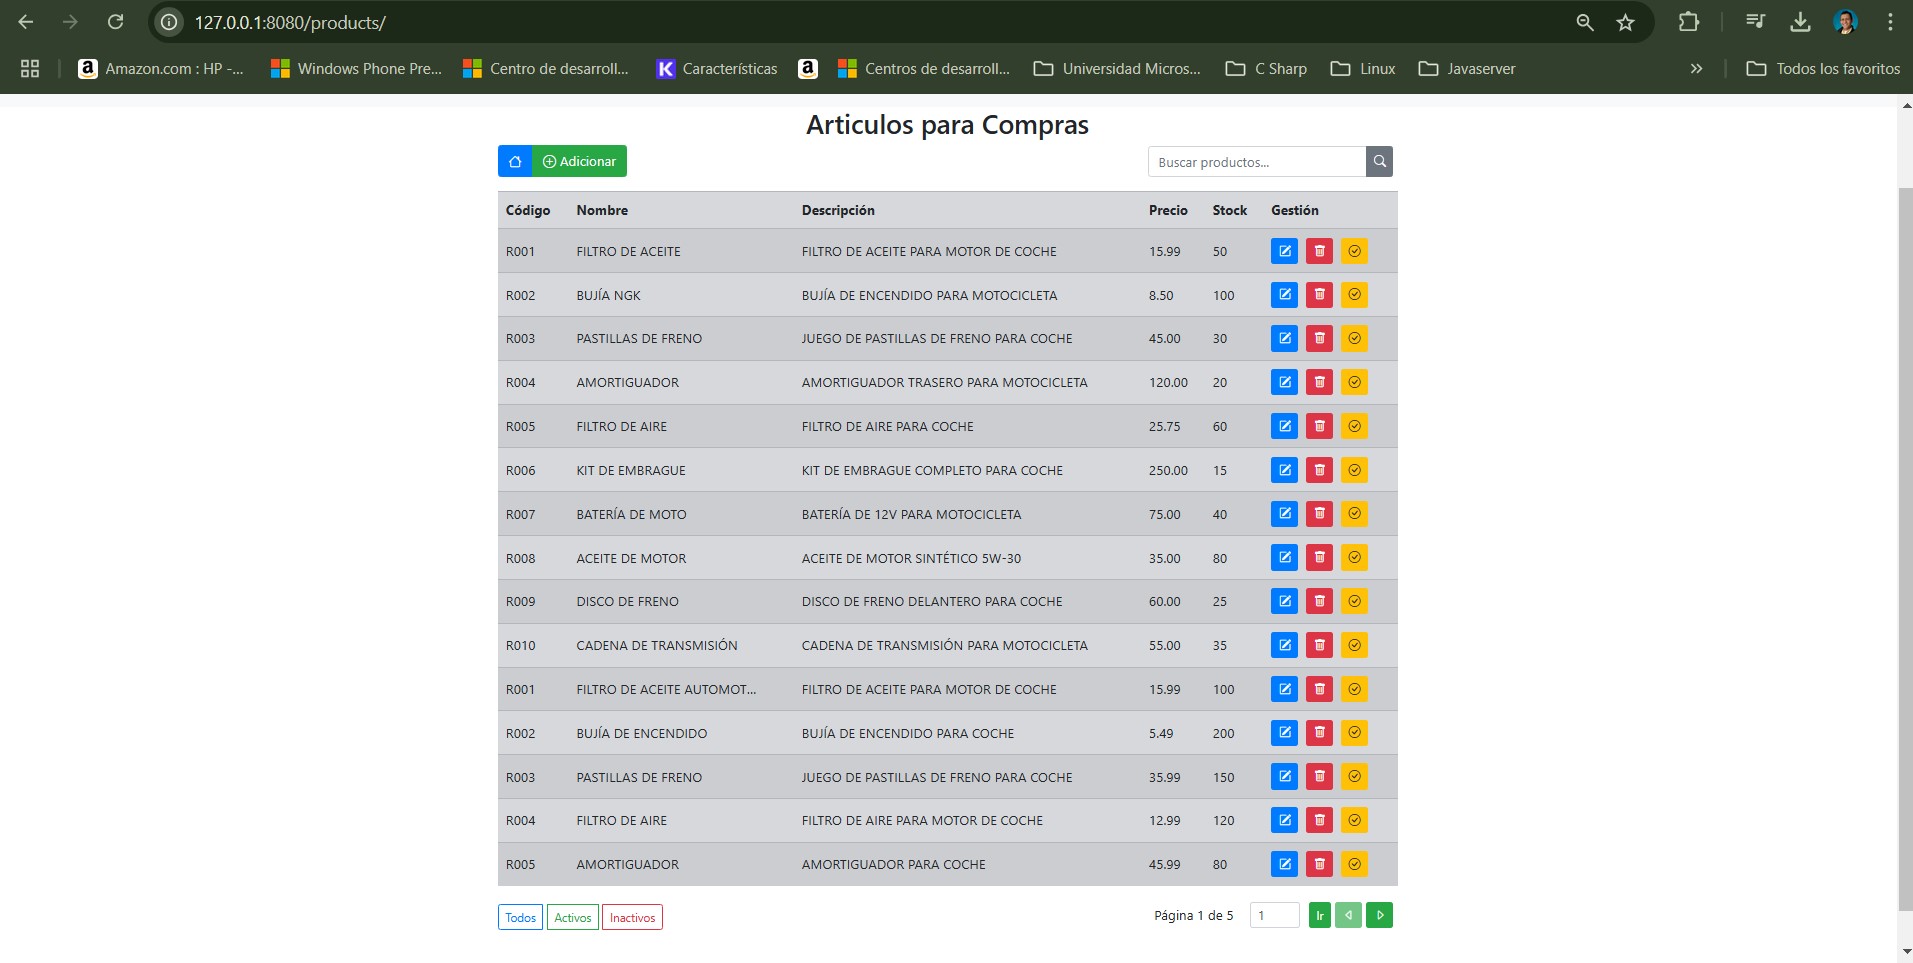 127.0.0.1:8080/products/
Amazon.com : HP -... Windows Phone Pre... Centro de desarroll... K Características Centros de desarroll... Universidad Micros... C Sharp Linux Javaserver Todos los favoritos
Articulos para Compras
Adicionar Buscar productos...
Código Nombre Descripción Precio Stock Gestión
R001 FILTRO DE ACEITE FILTRO DE ACEITE PARA MOTOR DE COCHE 15.99 50
R002 BUJÍA NGK BUJÍA DE ENCENDIDO PARA MOTOCICLETA 8.50 100
R003 PASTILLAS DE FRENO JUEGO DE PASTILLAS DE FRENO PARA COCHE 45.00 30
R004 AMORTIGUADOR AMORTIGUADOR TRASERO PARA MOTOCICLETA 120.00 20
R005 FILTRO DE AIRE FILTRO DE AIRE PARA COCHE 25.75 60
R006 KIT DE EMBRAGUE KIT DE EMBRAGUE COMPLETO PARA COCHE 250.00 15
R007 BATERÍA DE MOTO BATERÍA DE 12V PARA MOTOCICLETA 75.00 40
R008 ACEITE DE MOTOR ACEITE DE MOTOR SINTÉTICO 5W-30 35.00 80
R009 DISCO DE FRENO DISCO DE FRENO DELANTERO PARA COCHE 60.00 25
R010 CADENA DE TRANSMISIÓN CADENA DE TRANSMISIÓN PARA MOTOCICLETA 55.00 35
R001 FILTRO DE ACEITE AUTOMOT... FILTRO DE ACEITE PARA MOTOR DE COCHE 15.99 100
R002 BUJÍA DE ENCENDIDO BUJÍA DE ENCENDIDO PARA COCHE 5.49 200
R003 PASTILLAS DE FRENO JUEGO DE PASTILLAS DE FRENO PARA COCHE 35.99 150
R004 FILTRO DE AIRE FILTRO DE AIRE PARA MOTOR DE COCHE 12.99 120
R005 AMORTIGUADOR AMORTIGUADOR PARA COCHE 45.99 80
Todos Activos Inactivos Página 1 de 5 1 Ir